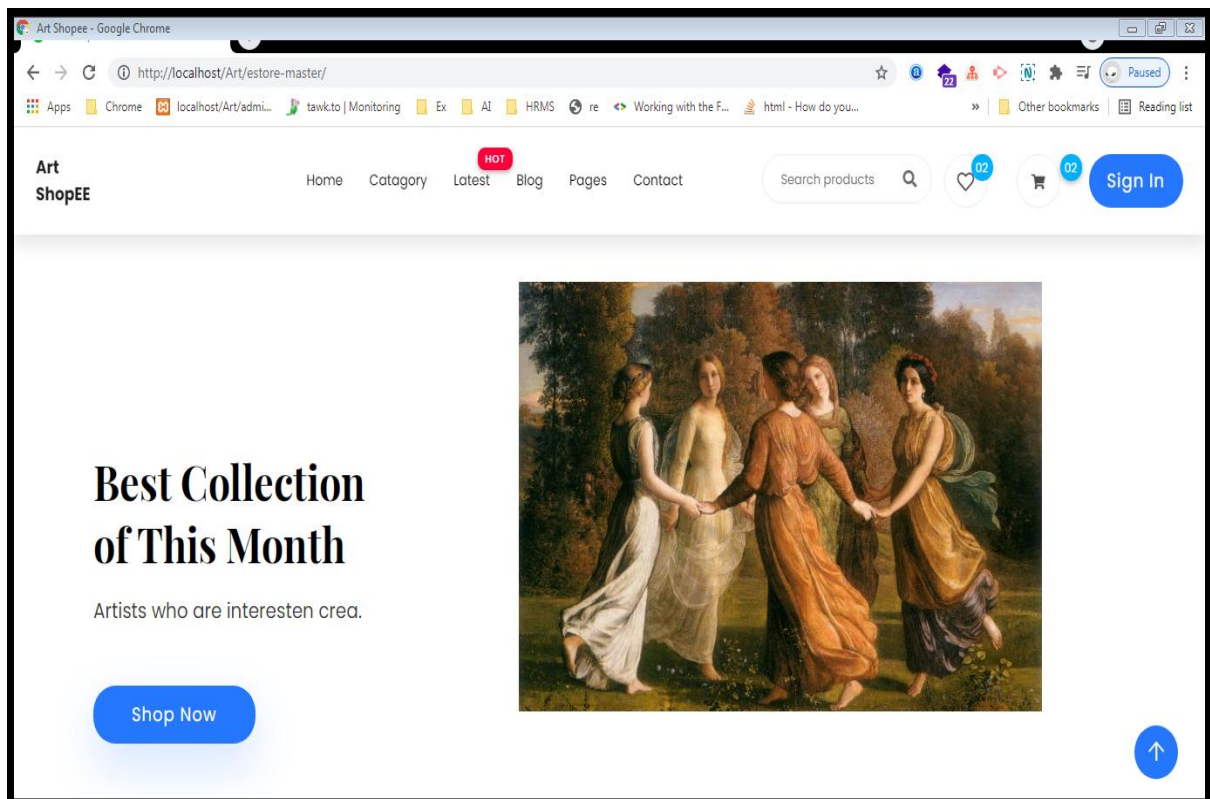 Art Shopee - Google Chrome
http://localhost/Art/estore-master/
22
Paused
Apps Chrome localhost/Art/admi... tawk.to | Monitoring Ex AI HRMS re Working with the F... html - How do you... » Other bookmarks Reading list
Art
ShopEE
HOT
Home Catagory Latest Blog Pages Contact
Search products
02
02
Sign In
Best Collection
of This Month
Artists who are interesten crea.
Shop Now